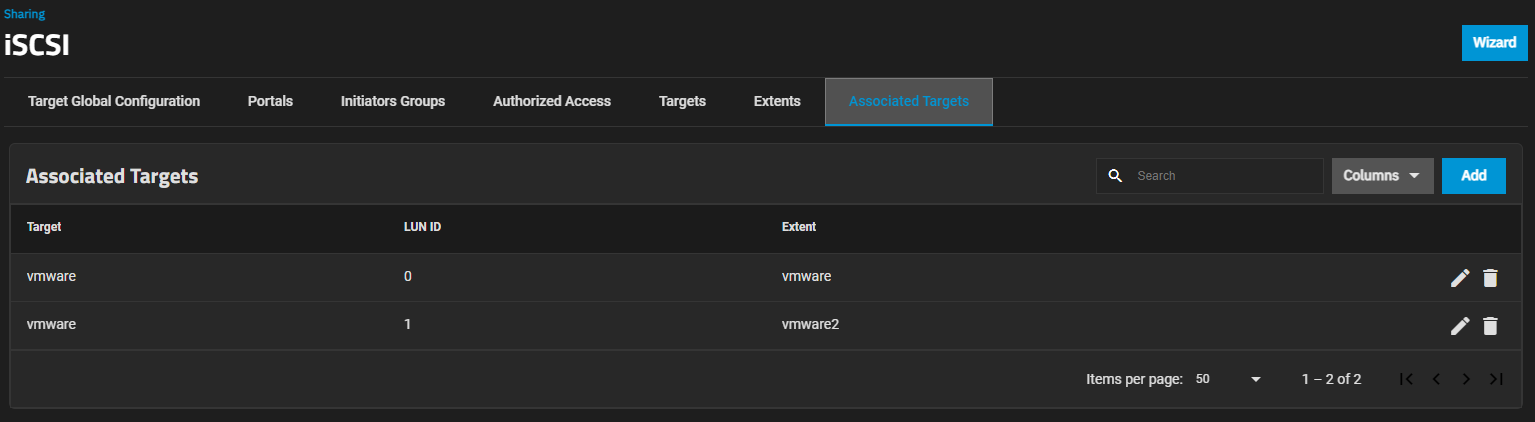 Sharing
iSCSI
Wizard
Target Global Configuration Portals Initiators Groups Authorized Access Targets Extents Associated Targets
Associated Targets Search Columns Add
Target LUN ID Extent
vmware 0 vmware
vmware 1 vmware2
Items per page: 50 1 – 2 of 2